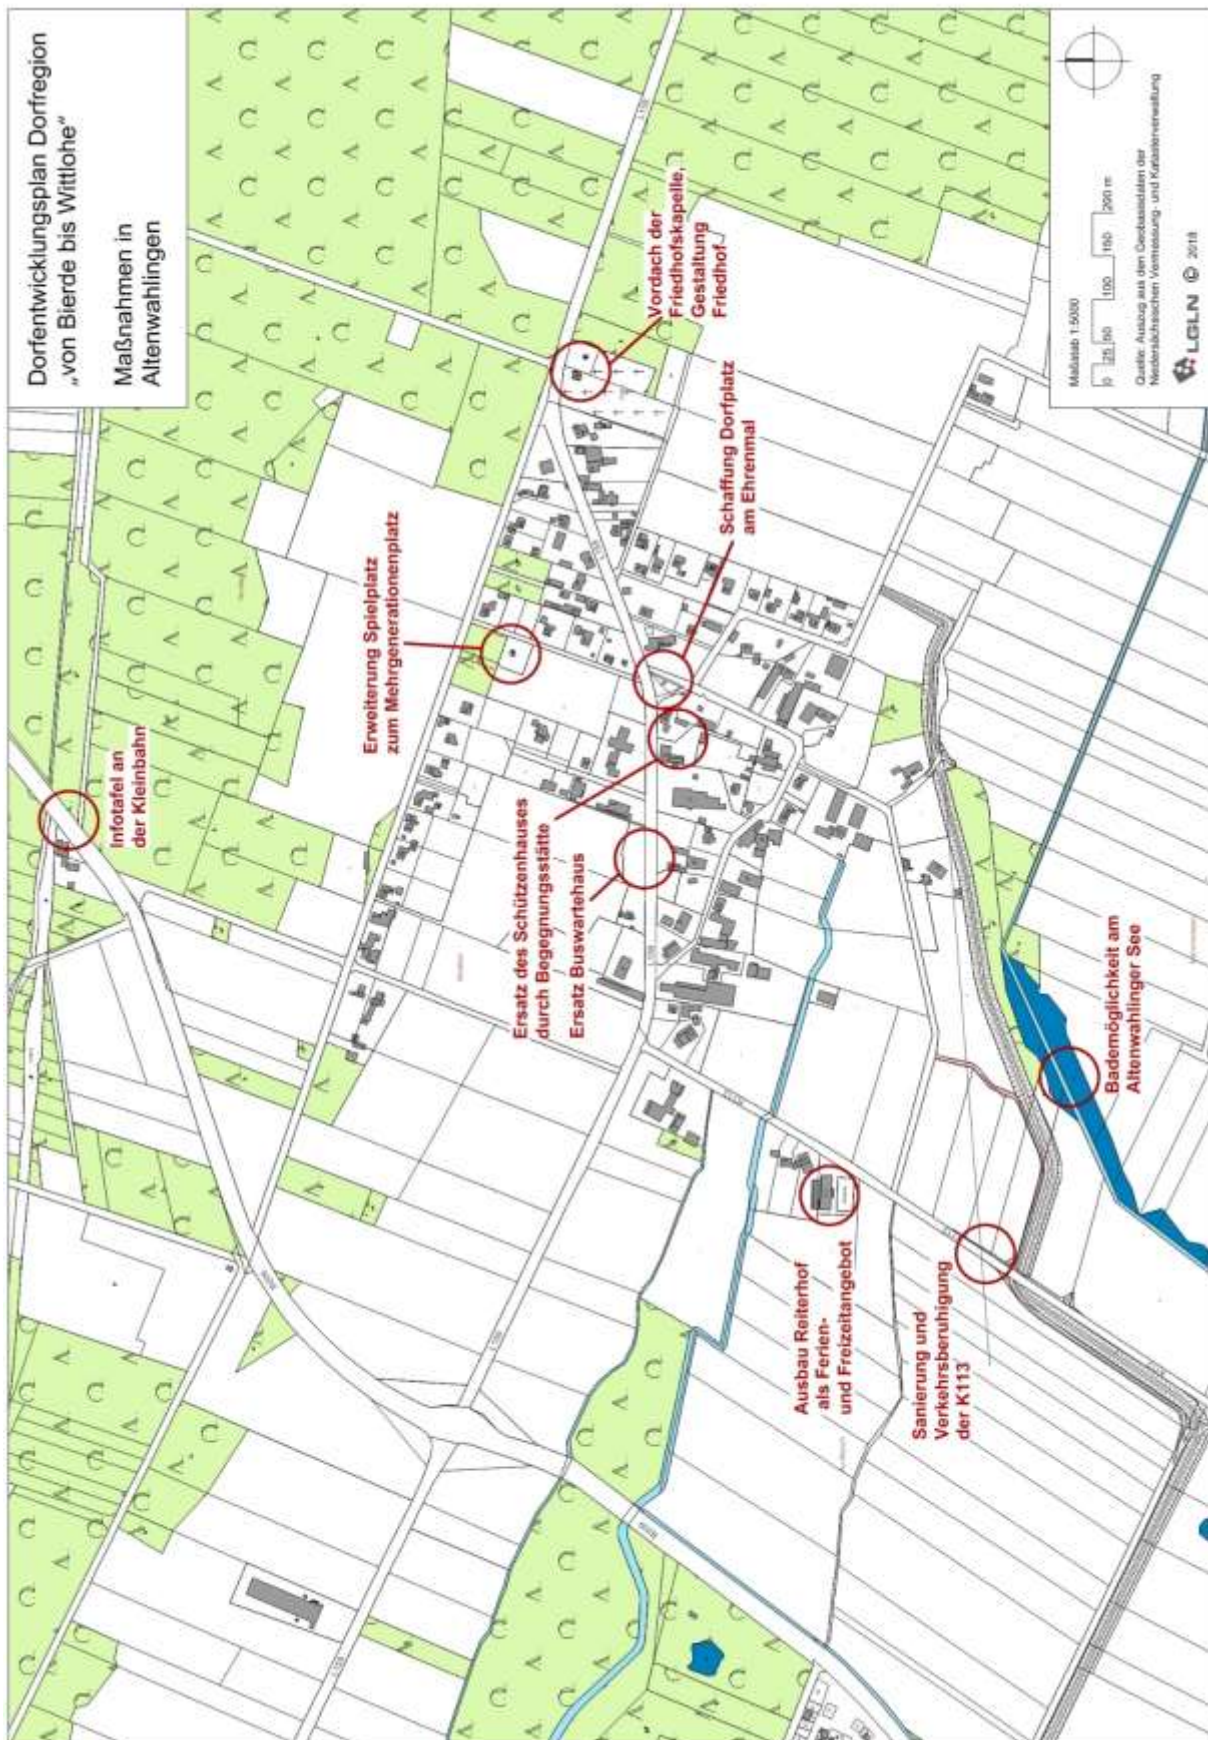 Dorfentwicklungsplan Dorfregion
„von Bierde bis Wittlohe“
Maßnahmen in
Altenwahlingen
Infotafel an
der Kleinbahn
Erweiterung Spielplatz
zum Mehrgenerationenplatz
Vordach der
Friedhofskapelle,
Gestaltung
Friedhof
Schaffung Dorfplatz
am Ehrenmal
Ersatz des Schützenhauses
durch Begegnungsstätte
Ersatz Buswartehaus
Ausbau Reiterhof
als Ferien-
und Freizeitangebot
Sanierung und
Verkehrsberuhigung
der K113
Bademöglichkeit am
Altenwahlinger See
Maßstab 1:5000
0 25 50 100 150 200 m
Quelle: Auszug aus den Geobasisdaten der
Niedersächsischen Vermessung- und Katasterverwaltung
LGLN © 2018